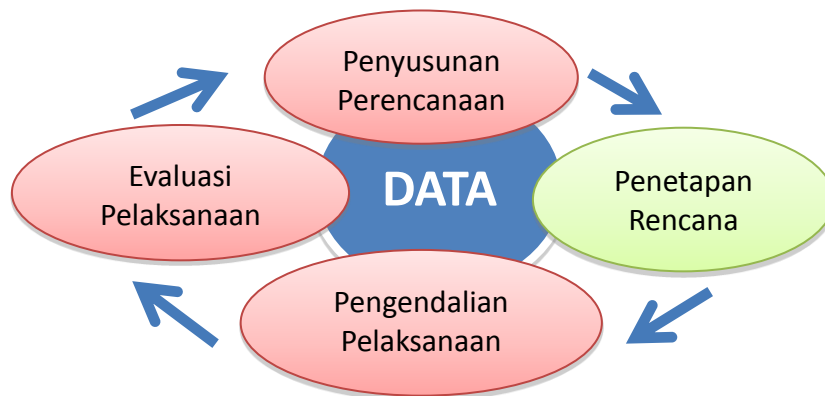 Penyusunan
Perencanaan
Evaluasi
Pelaksanaan
DATA
Penetapan
Rencana
Pengendalian
Pelaksanaan